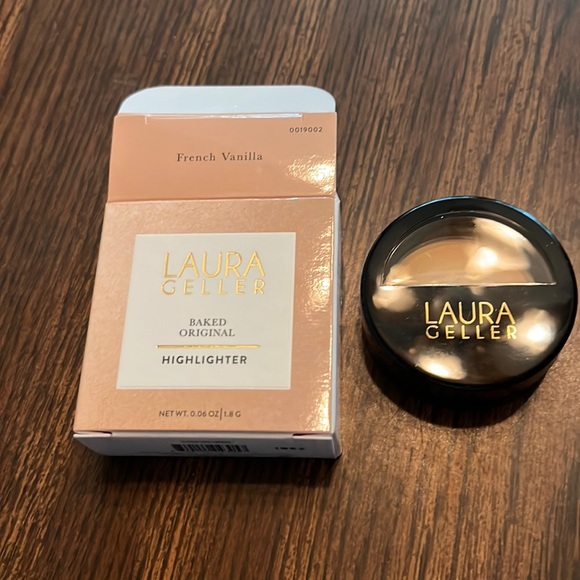 0019002
French Vanilla
LAURA
GELLER
BAKED
ORIGINAL
HIGHLIGHTER
NET WT. 0.06 OZ|1.8 G
LAURA
GELLER